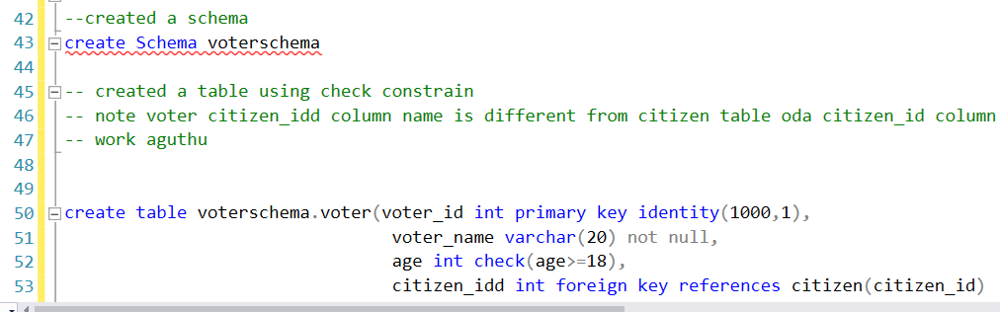 42 --created a schema
43 create Schema voterschema
44
45 -- created a table using check constrain
46 -- note voter citizen_idd column name is different from citizen table oda citizen_id column
47 -- work aguthu
48
49
50 create table voterschema.voter(voter_id int primary key identity(1000,1),
51 voter_name varchar(20) not null,
52 age int check(age>=18),
53 citizen_idd int foreign key references citizen(citizen_id)